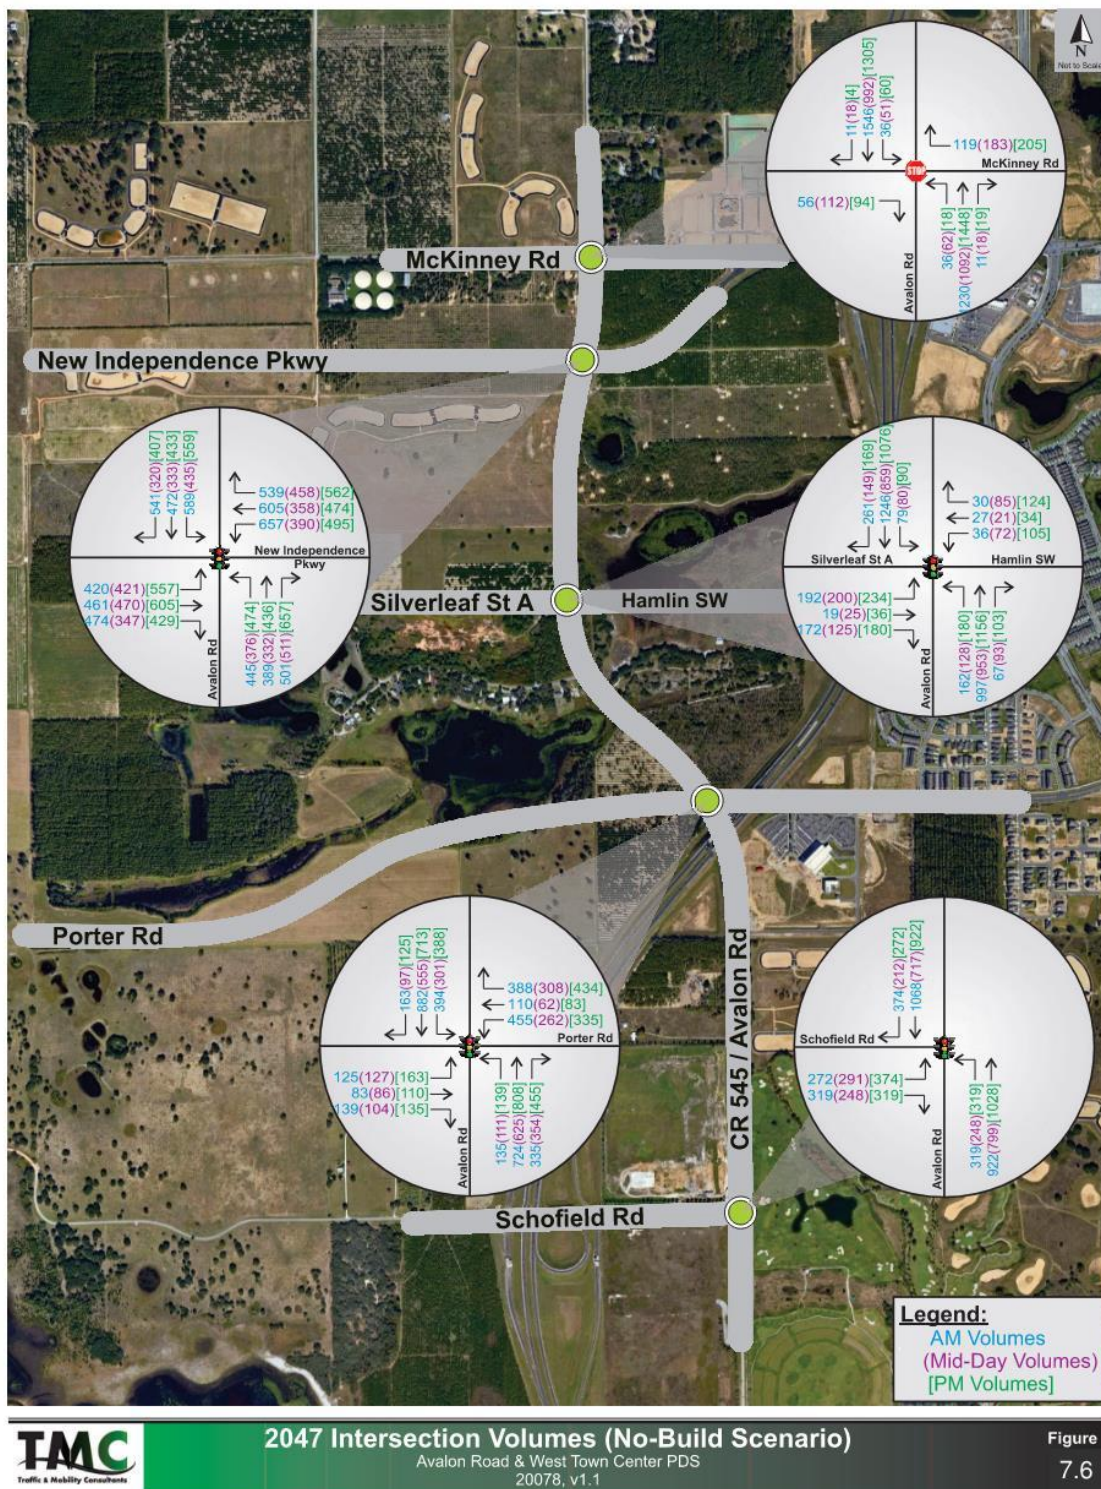 N
Not to Scale
11(18)[4]
1546(992)[1305]
36(51)[60]
119(183)[205]
McKinney Rd
STOP
56(112)[94]
Avalon Rd
36(62)[18]
1230(1092)[1448]
11(18)[19]
McKinney Rd
New Independence Pkwy
541(320)[407]
472(333)[433]
589(435)[559]
539(458)[562]
605(358)[474]
657(390)[495]
New Independence
Pkwy
420(421)[557]
461(470)[605]
474(347)[429]
Avalon Rd
445(376)[474]
389(332)[436]
501(511)[657]
261(149)[169]
1246(859)[1076]
79(80)[90]
30(85)[124]
27(21)[34]
36(72)[105]
Silverleaf St A
Hamlin SW
192(200)[234]
19(25)[36]
172(125)[180]
Avalon Rd
162(128)[180]
997(953)[1156]
67(93)[103]
Silverleaf St A
Hamlin SW
Porter Rd
163(97)[125]
882(555)[713]
394(301)[388]
388(308)[434]
110(62)[83]
455(262)[335]
Porter Rd
125(127)[163]
83(86)[110]
139(104)[135]
Avalon Rd
135(111)[139]
724(625)[808]
335(354)[455]
CR 545 / Avalon Rd
374(212)[272]
1068(717)[922]
Schofield Rd
272(291)[374]
319(248)[319]
Avalon Rd
319(248)[319]
922(799)[1028]
Schofield Rd
Legend:
AM Volumes
(Mid-Day Volumes)
[PM Volumes]
TMC
Traffic & Mobility Consultants
2047 Intersection Volumes (No-Build Scenario)
Avalon Road & West Town Center PDS
20078, v1.1
Figure
7.6